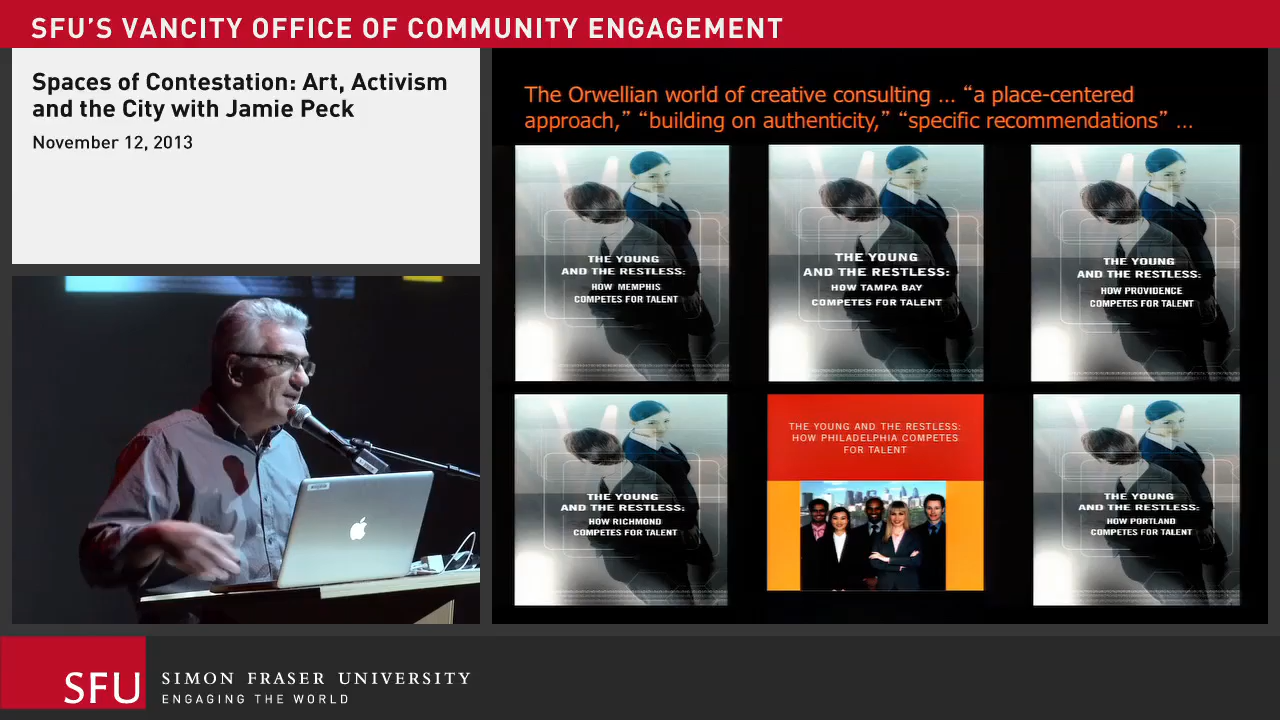 SFU'S VANCITY OFFICE OF COMMUNITY ENGAGEMENT
Spaces of Contestation: Art, Activism
and the City with Jamie Peck
November 12, 2013
The Orwellian world of creative consulting … “a place-centered
approach,” “building on authenticity,” “specific recommendations” …
THE YOUNG
AND THE RESTLESS:
HOW MEMPHIS
COMPETES FOR TALENT
THE YOUNG
AND THE RESTLESS:
HOW TAMPA BAY
COMPETES FOR TALENT
THE YOUNG
AND THE RESTLESS:
HOW PROVIDENCE
COMPETES FOR TALENT
THE YOUNG
AND THE RESTLESS:
HOW RICHMOND
COMPETES FOR TALENT
THE YOUNG AND THE RESTLESS:
HOW PHILADELPHIA COMPETES
FOR TALENT
THE YOUNG
AND THE RESTLESS:
HOW PORTLAND
COMPETES FOR TALENT
SFU
SIMON FRASER UNIVERSITY
ENGAGING THE WORLD